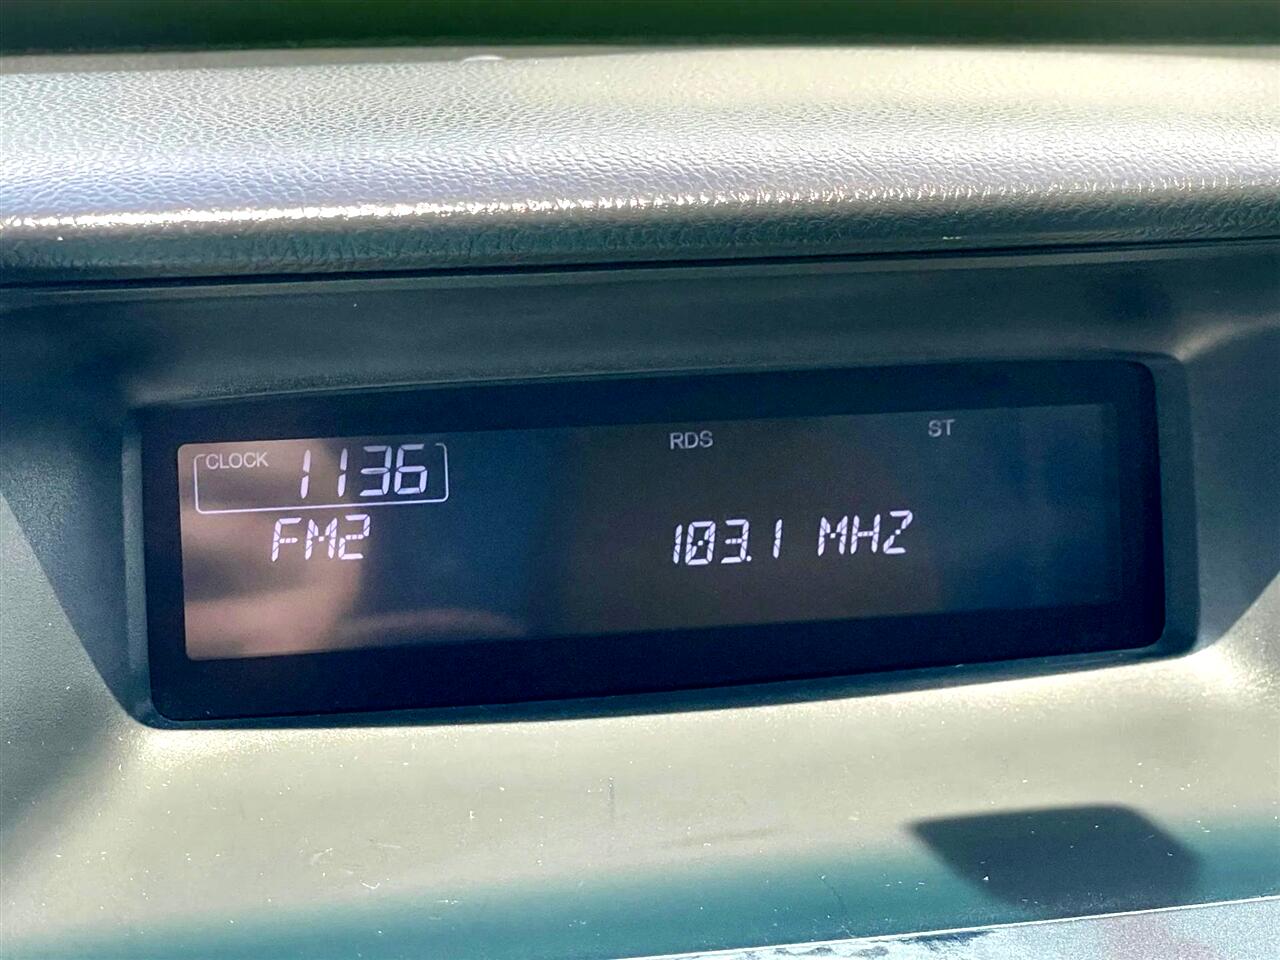 RDS ST
CLOCK 1136
FM2 103.1 MHZ